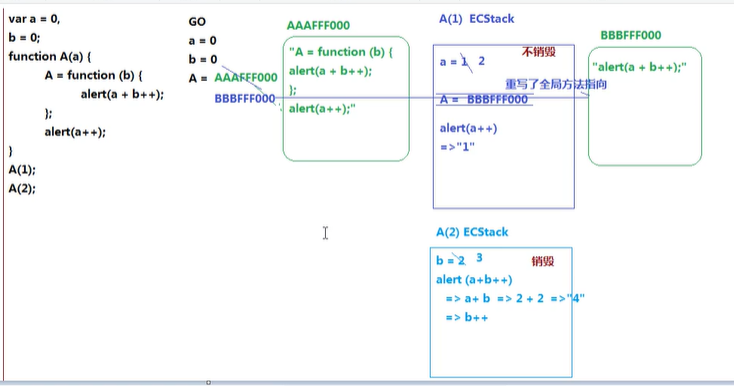 var a = 0,
b = 0;
function A(a) {
A = function (b) {
alert(a + b++);
};
alert(a++);
}
A(1);
A(2);
GO
a = 0
b = 0
A = AAAFFF000
BBBFFF000
AAAFFF000
"A = function (b) {
alert(a + b++);
};
alert(a++);"
A(1) ECStack
不销毁
a = 1 2
重写了全局方法指向
A = BBBFFF000
alert(a++)
=>"1"
BBBFFF000
"alert(a + b++);"
A(2) ECStack
b = 2 3
销毁
alert (a+b++)
=> a+ b => 2 + 2 =>"4"
=> b++